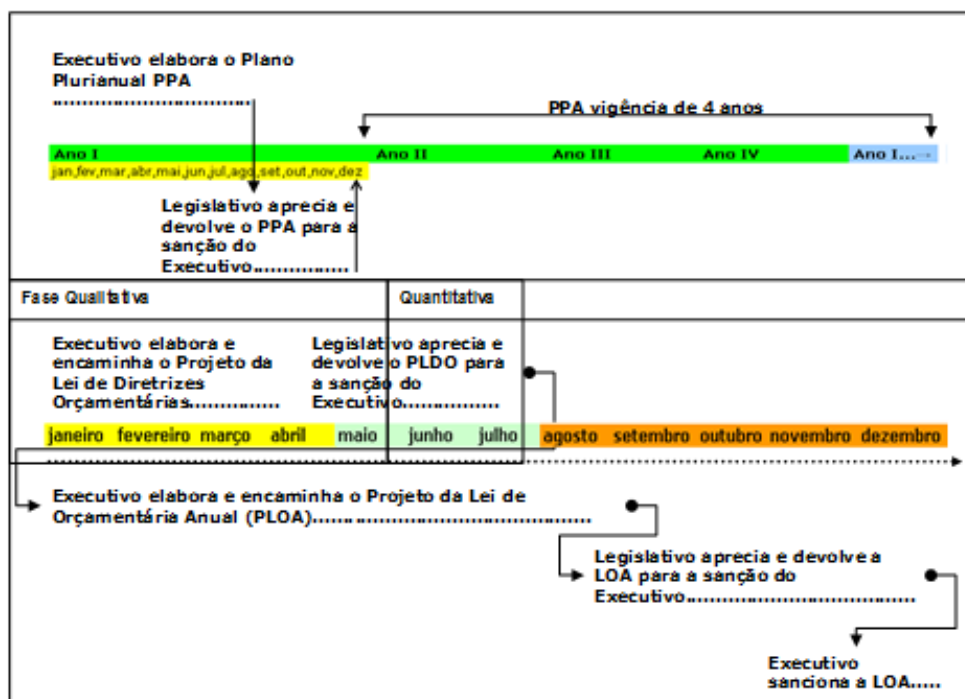 Executivo elabora o Plano
Plurianual PPA
.................................
PPA vigência de 4 anos
Ano I Ano II Ano III Ano IV Ano I...→
jan,fev,mar,abr,mai,jun,jul,ago,set,out,nov,dez
Legislativo aprecia e
devolve o PPA para a
sanção do
Executivo................
Fase Qualitativa
Quantitativa
Executivo elabora e
encaminha o Projeto da
Lei de Diretrizes
Orçamentárias...............
Legislativo aprecia e
devolve o PLDO para
a sanção do
Executivo................
janeiro fevereiro março abril maio junho julho agosto setembro outubro novembro dezembro
Executivo elabora e encaminha o Projeto da Lei de
Orçamentária Anual (PLOA)..............................................
Legislativo aprecia e devolve a
LOA para a sanção do
Executivo......................................
Executivo
sanciona a LOA.....